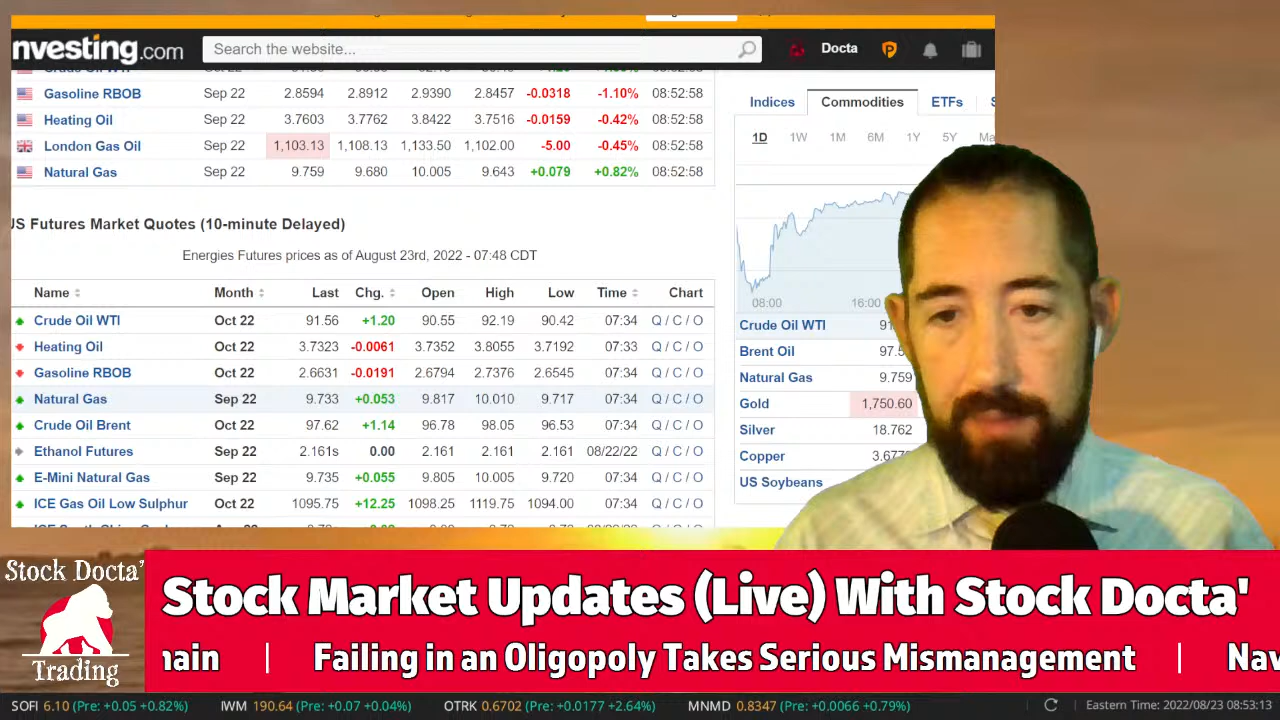 nvesting.com Search the website... Docta
Gasoline RBOB Sep 22 2.8594 2.8912 2.9390 2.8457 -0.0318 -1.10% 08:52:58
Heating Oil Sep 22 3.7603 3.7762 3.8422 3.7516 -0.0159 -0.42% 08:52:58
London Gas Oil Sep 22 1,103.13 1,108.13 1,133.50 1,102.00 -5.00 -0.45% 08:52:58
Natural Gas Sep 22 9.759 9.680 10.005 9.643 +0.079 +0.82% 08:52:58
US Futures Market Quotes (10-minute Delayed)
Energies Futures prices as of August 23rd, 2022 - 07:48 CDT
Name Month Last Chg. Open High Low Time Chart
Crude Oil WTI Oct 22 91.56 +1.20 90.55 92.19 90.42 07:34 Q / C / O
Heating Oil Oct 22 3.7323 -0.0061 3.7352 3.8055 3.7192 07:33 Q / C / O
Gasoline RBOB Oct 22 2.6631 -0.0191 2.6794 2.7376 2.6545 07:34 Q / C / O
Natural Gas Sep 22 9.733 +0.053 9.817 10.010 9.717 07:34 Q / C / O
Crude Oil Brent Oct 22 97.62 +1.14 96.78 98.05 96.53 07:34 Q / C / O
Ethanol Futures Sep 22 2.161s 0.00 2.161 2.161 2.161 08/22/22 Q / C / O
E-Mini Natural Gas Sep 22 9.735 +0.055 9.805 10.005 9.720 07:34 Q / C / O
ICE Gas Oil Low Sulphur Oct 22 1095.75 +12.25 1098.25 1119.75 1094.00 07:34 Q / C / O
Indices Commodities ETFs
1D 1W 1M 6M 1Y 5Y Ma
08:00 16:00
Crude Oil WTI 91
Brent Oil 97.5
Natural Gas 9.759
Gold 1,750.60
Silver 18.762
Copper 3.677
US Soybeans
Stock Docta'
Trading
Stock Market Updates (Live) With Stock Docta'
hain | Failing in an Oligopoly Takes Serious Mismanagement | Nav
SOFI 6.10 (Pre: +0.05 +0.82%) IWM 190.64 (Pre: +0.07 +0.04%) OTRK 0.6702 (Pre: +0.0177 +2.64%) MNMD 0.8347 (Pre: +0.0066 +0.79%) Eastern Time: 2022/08/23 08:53:13